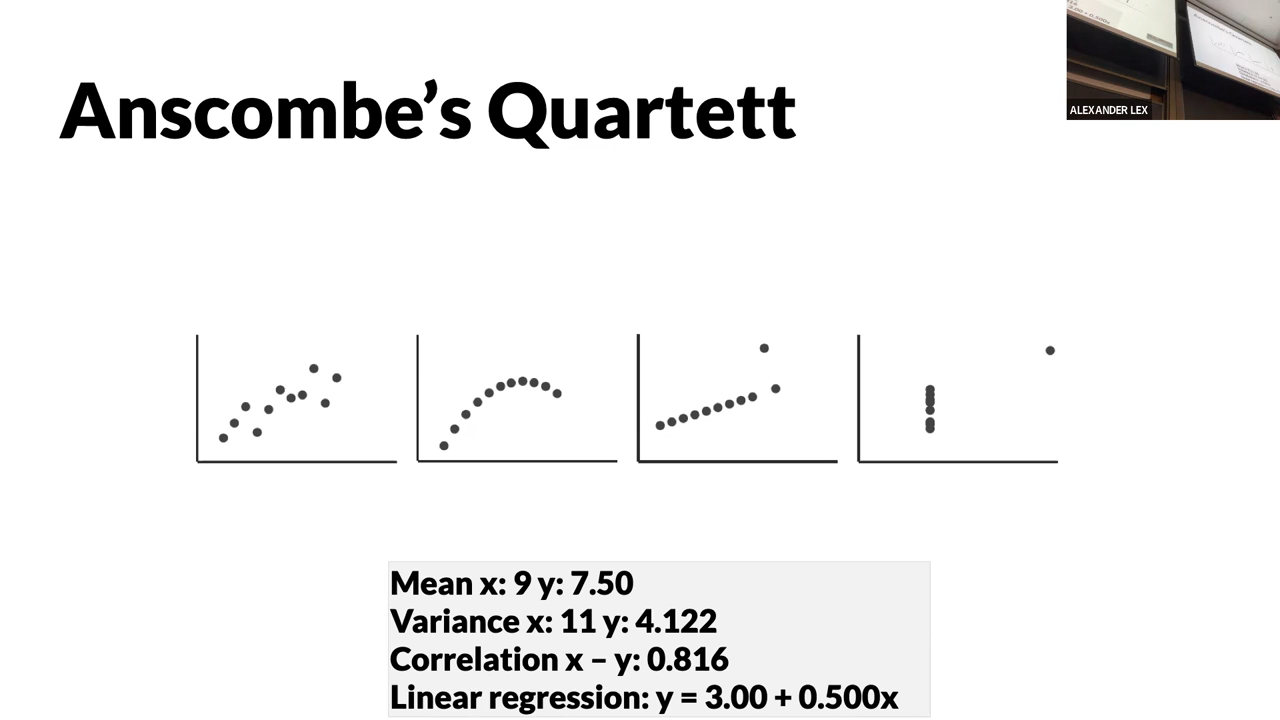 Anscombe’s Quartett
ALEXANDER LEX
Mean x: 9 y: 7.50
Variance x: 11 y: 4.122
Correlation x – y: 0.816
Linear regression: y = 3.00 + 0.500x